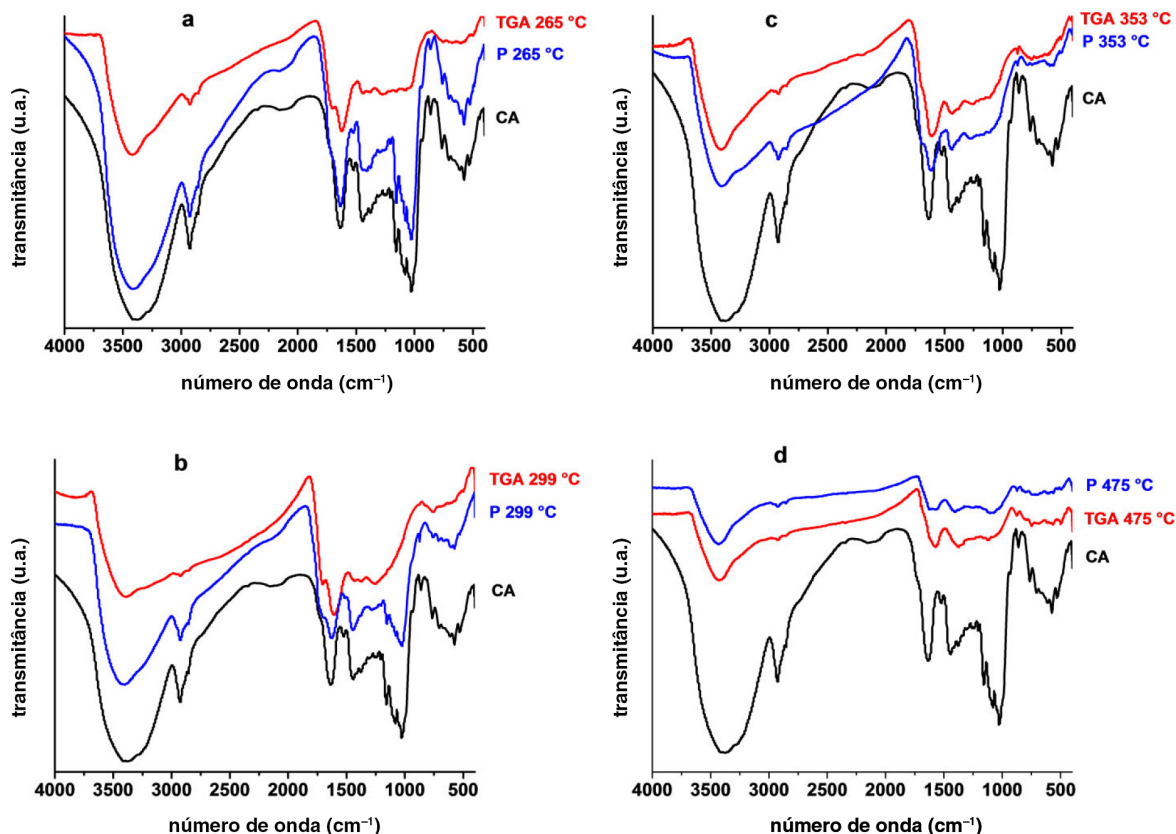 a
TGA 265 °C
P 265 °C
CA
transmitância (u.a.)
4000 3500 3000 2500 2000 1500 1000 500
número de onda (cm⁻¹)
c
TGA 353 °C
P 353 °C
CA
transmitância (u.a.)
4000 3500 3000 2500 2000 1500 1000 500
número de onda (cm⁻¹)
b
TGA 299 °C
P 299 °C
CA
transmitância (u.a.)
4000 3500 3000 2500 2000 1500 1000 500
número de onda (cm⁻¹)
d
P 475 °C
TGA 475 °C
CA
transmitância (u.a.)
4000 3500 3000 2500 2000 1500 1000 500
número de onda (cm⁻¹)